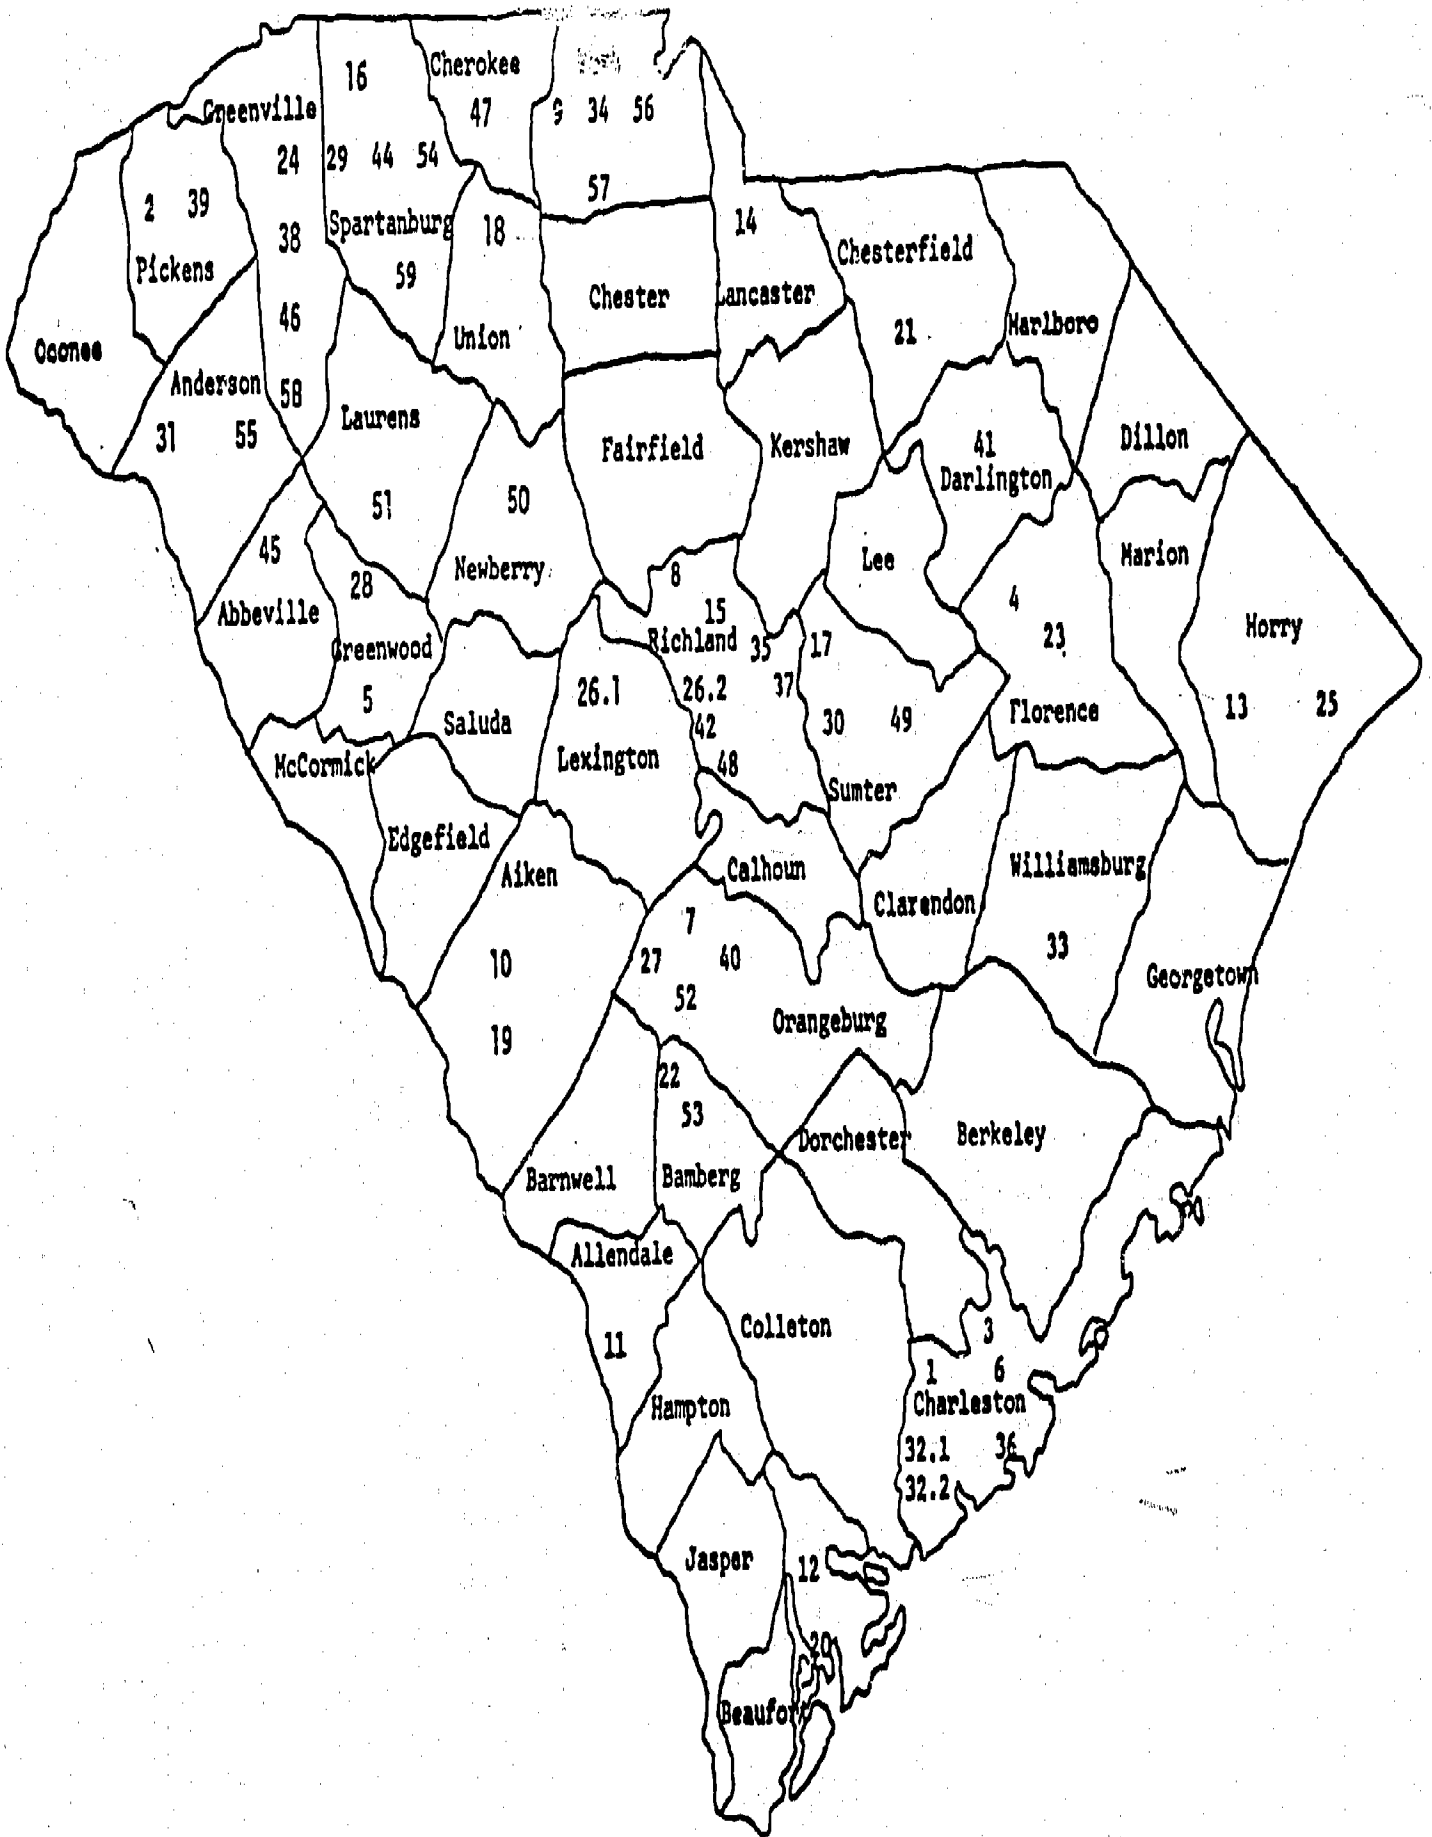 Cherokee
16
47
9 34 56
Greenville
24
29 44 54
57
2 39
38
Spartanburg
18
14
Chesterfield
Pickens
59
Chester
Lancaster
46
21
Marlboro
Union
Oconee
Anderson
58
Laurens
31 55
Fairfield
Kershaw
41
Darlington
Dillon
51
50
45
Newberry
Lee
Marion
28
8
4
Abbeville
15
23
Horry
Greenwood
Richland
35
17
5
26.1
26.2
37
13 25
Saluda
42
30 49
Florence
McCormick
Lexington
48
Sumter
Edgefield
Aiken
Calhoun
Williamsburg
Clarendon
7
10
27 40
33
Georgetown
52
Orangeburg
19
22
53
Dorchester
Berkeley
Barnwell
Bamberg
Allendale
Colleton
3
11
1 6
Charleston
Hampton
32.1 36
32.2
Jasper
12
20
Beaufort